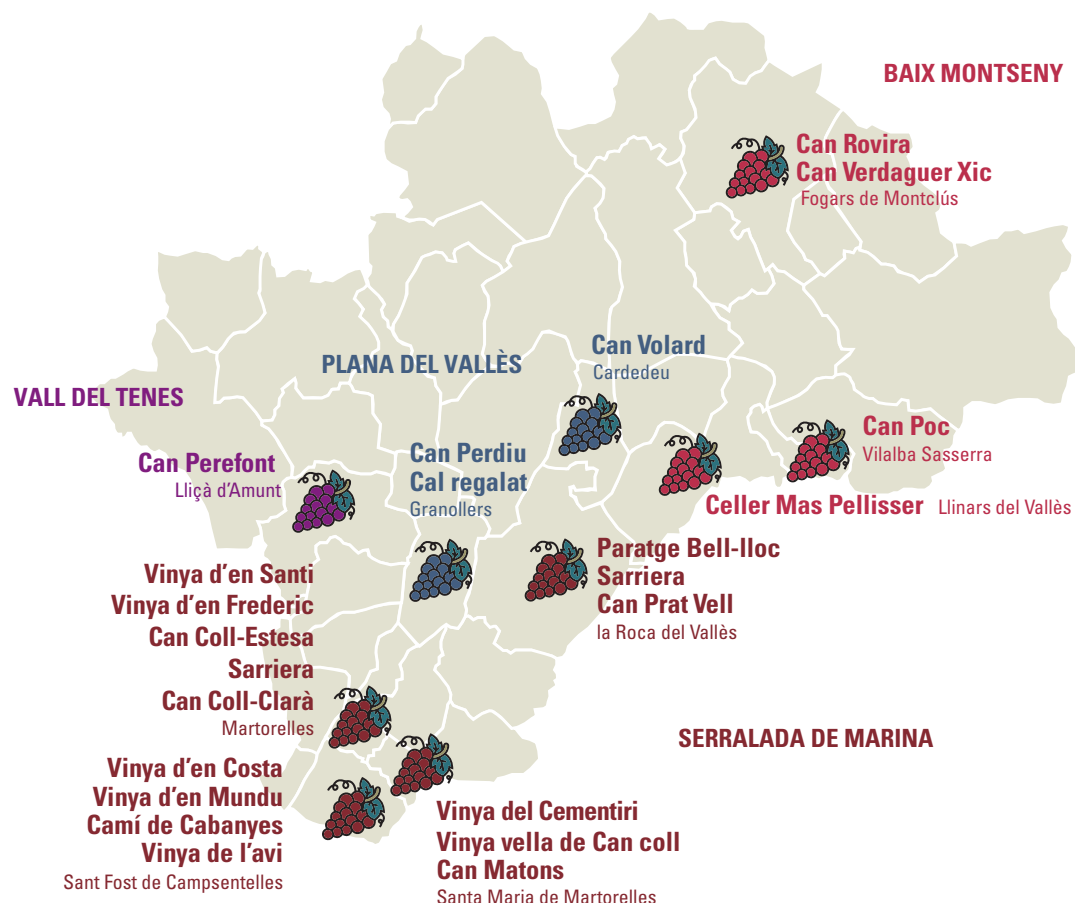 BAIX MONTSENY
Can Rovira
Can Verdaguer Xic
Fogars de Montclús
Can Volard
Cardedeu
PLANA DEL VALLÈS
VALL DEL TENES
Can Poc
Vilalba Sasserra
Can Perdiu
Cal regalat
Granollers
Can Perefont
Lliçà d'Amunt
Celler Mas Pellisser Llinars del Vallès
Paratge Bell-lloc
Sarriera
Can Prat Vell
la Roca del Vallès
Vinya d'en Santi
Vinya d'en Frederic
Can Coll-Estesa
Sarriera
Can Coll-Clarà
Martorelles
SERRALADA DE MARINA
Vinya d'en Costa
Vinya d'en Mundu
Camí de Cabanyes
Vinya de l'avi
Sant Fost de Campsentelles
Vinya del Cementiri
Vinya vella de Can coll
Can Matons
Santa Maria de Martorelles